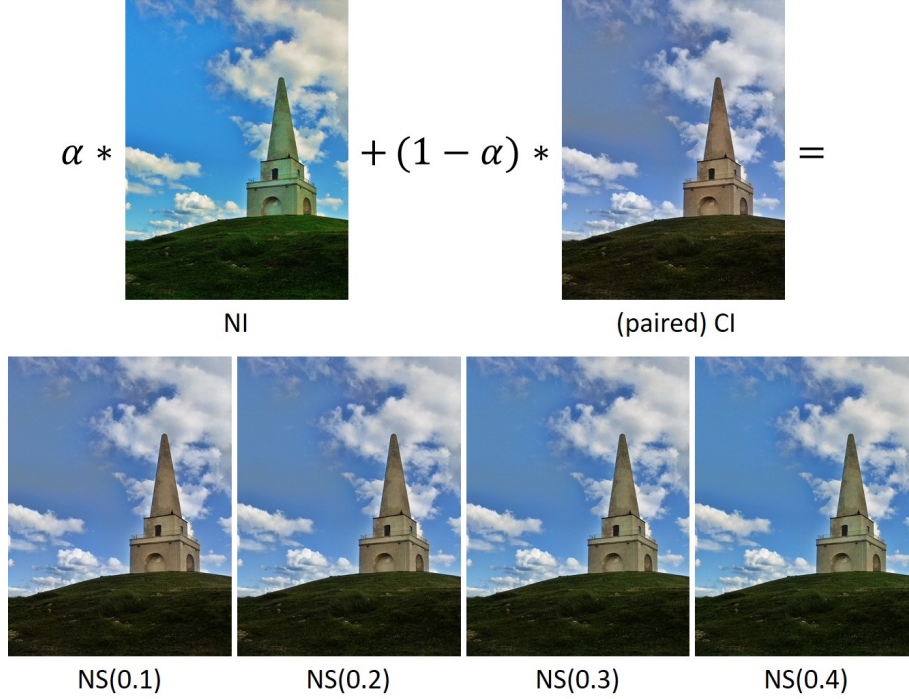 α * + (1 − α) * =
NI (paired) CI
NS(0.1) NS(0.2) NS(0.3) NS(0.4)